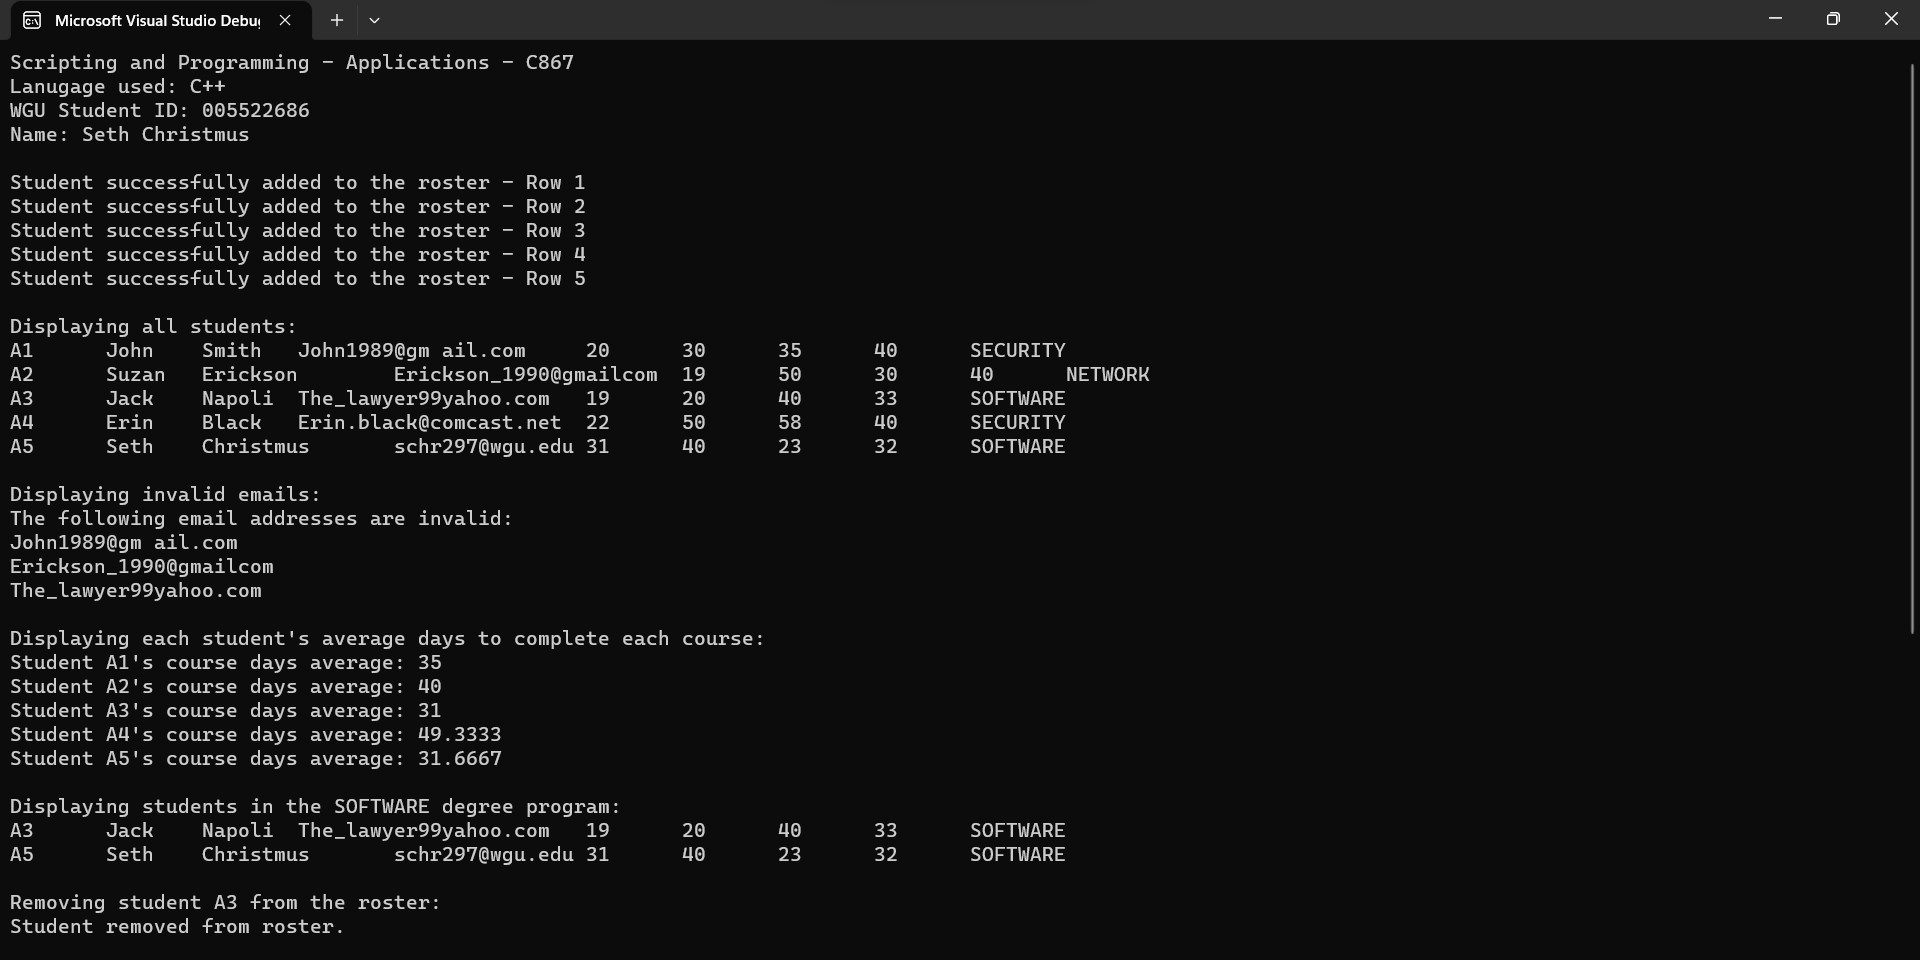 Microsoft Visual Studio Debug
Scripting and Programming - Applications - C867
Lanugage used: C++
WGU Student ID: 005522686
Name: Seth Christmus
Student successfully added to the roster - Row 1
Student successfully added to the roster - Row 2
Student successfully added to the roster - Row 3
Student successfully added to the roster - Row 4
Student successfully added to the roster - Row 5
Displaying all students:
A1 John Smith John1989@gm ail.com 20 30 35 40 SECURITY
A2 Suzan Erickson Erickson_1990@gmailcom 19 50 30 40 NETWORK
A3 Jack Napoli The_lawyer99yahoo.com 19 20 40 33 SOFTWARE
A4 Erin Black Erin.black@comcast.net 22 50 58 40 SECURITY
A5 Seth Christmus schr297@wgu.edu 31 40 23 32 SOFTWARE
Displaying invalid emails:
The following email addresses are invalid:
John1989@gm ail.com
Erickson_1990@gmailcom
The_lawyer99yahoo.com
Displaying each student's average days to complete each course:
Student A1's course days average: 35
Student A2's course days average: 40
Student A3's course days average: 31
Student A4's course days average: 49.3333
Student A5's course days average: 31.6667
Displaying students in the SOFTWARE degree program:
A3 Jack Napoli The_lawyer99yahoo.com 19 20 40 33 SOFTWARE
A5 Seth Christmus schr297@wgu.edu 31 40 23 32 SOFTWARE
Removing student A3 from the roster:
Student removed from roster.